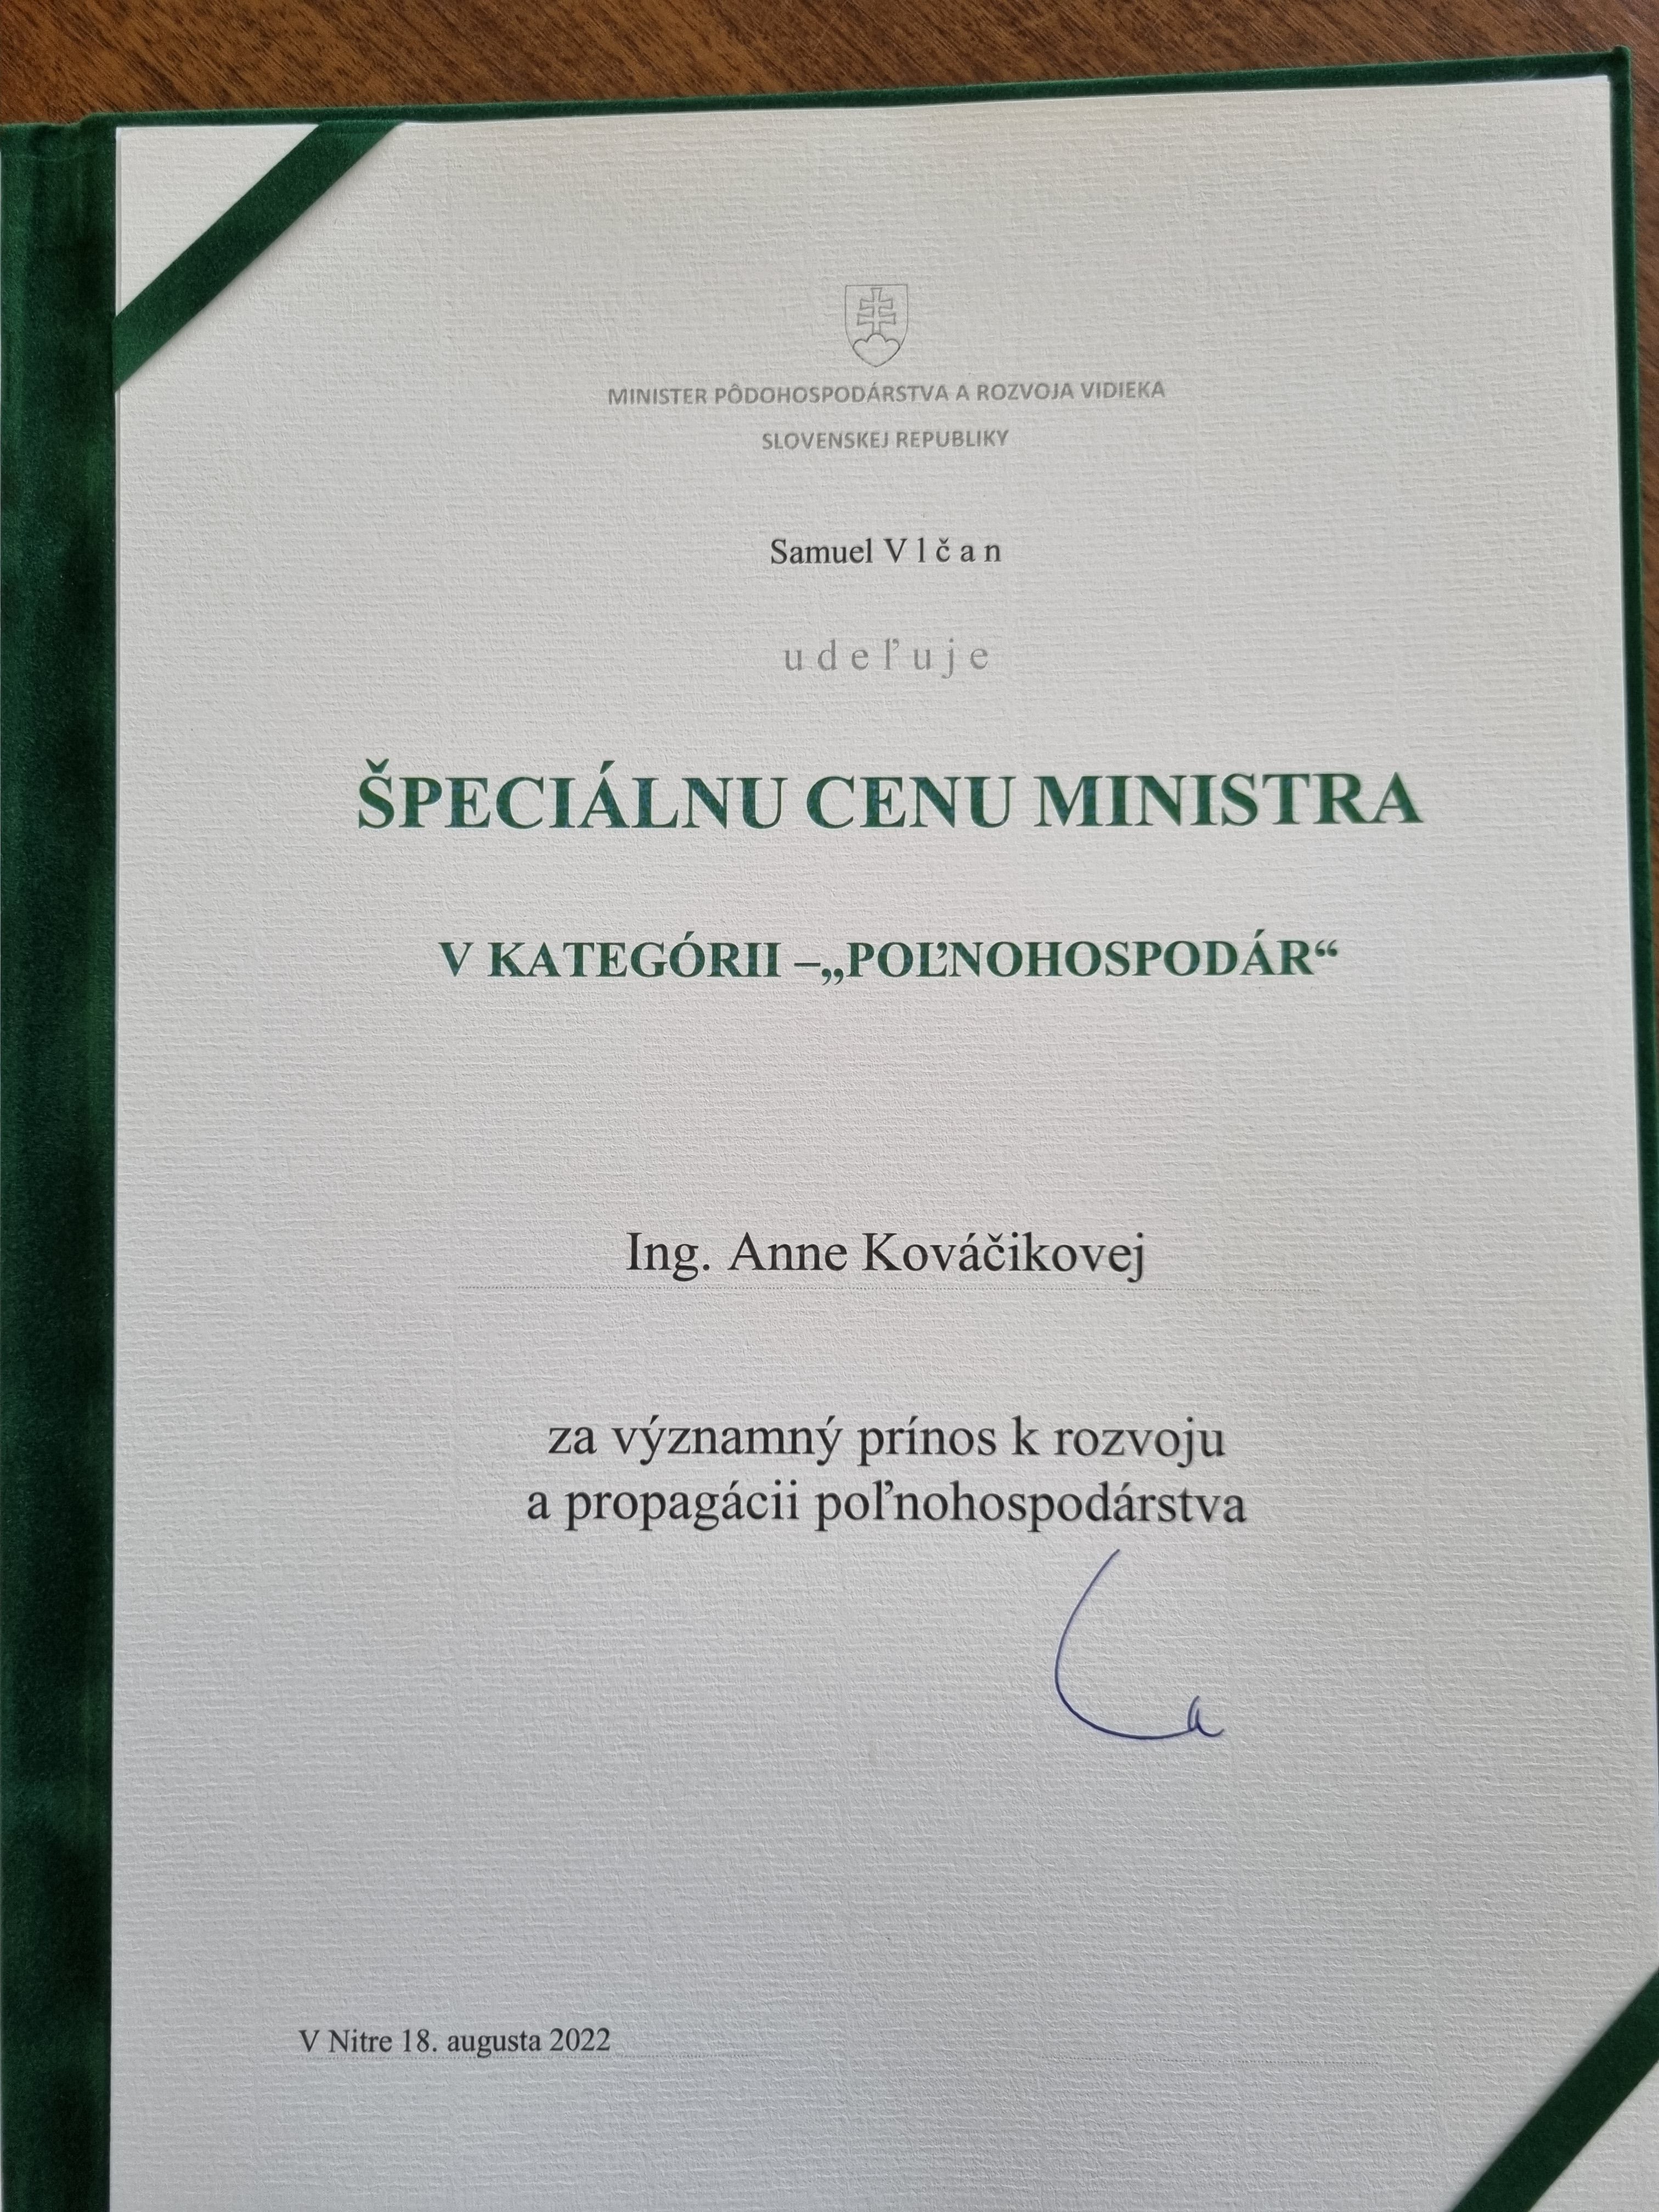 MINISTER PÔDOHOSPODÁRSTVA A ROZVOJA VIDIEKA
SLOVENSKEJ REPUBLIKY
Samuel V l č a n
u d e ľ u j e
ŠPECIÁLNU CENU MINISTRA
V KATEGÓRII –„POĽNOHOSPODÁR“
Ing. Anne Kováčikovej
za významný prínos k rozvoju
a propagácii poľnohospodárstva
V Nitre 18. augusta 2022